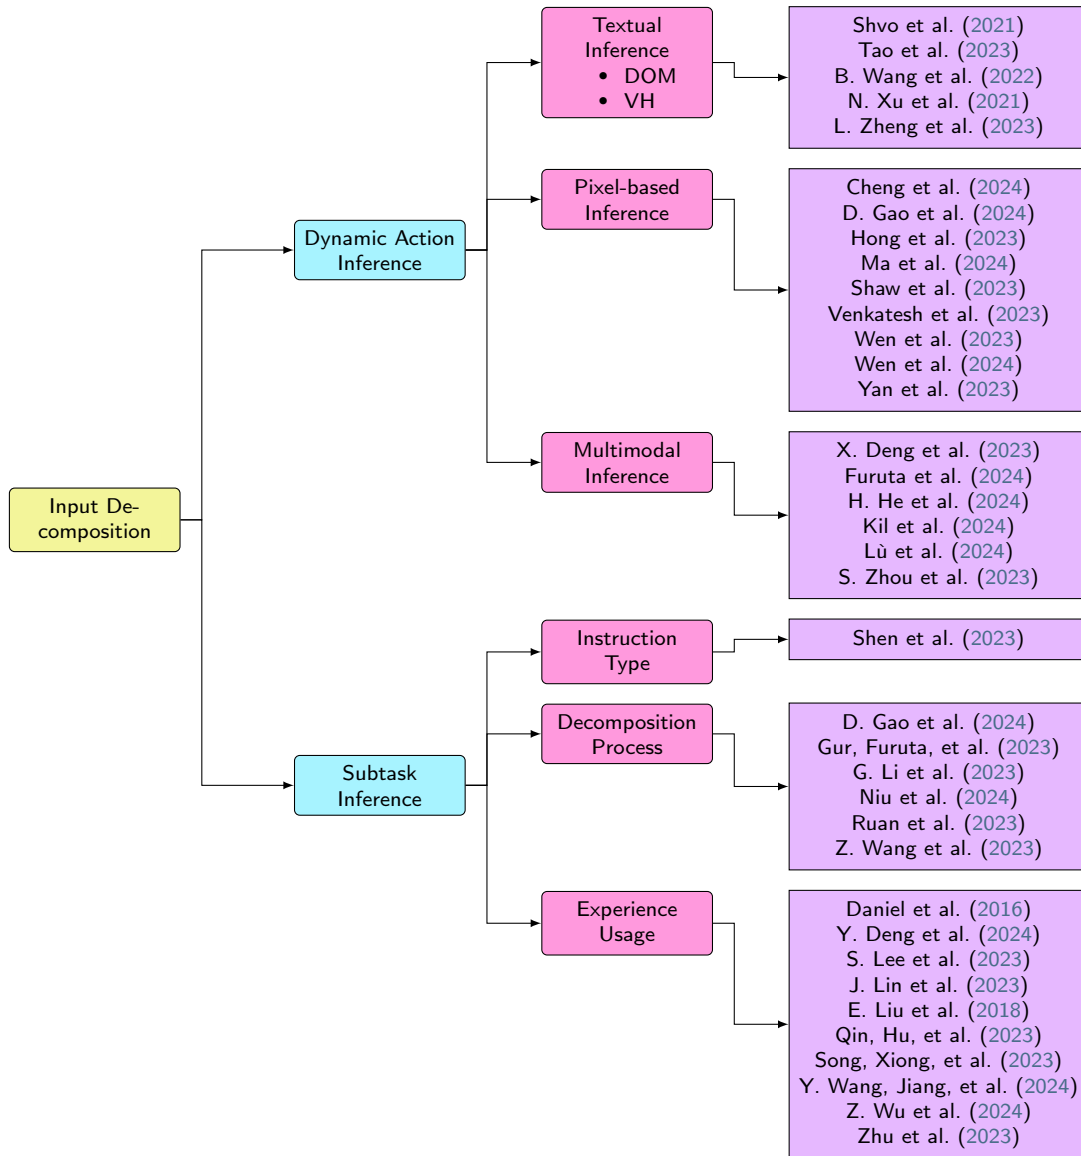 Input De-
composition
Dynamic Action
Inference
Textual
Inference
• DOM
• VH
Shvo et al. (2021)
Tao et al. (2023)
B. Wang et al. (2022)
N. Xu et al. (2021)
L. Zheng et al. (2023)
Pixel-based
Inference
Cheng et al. (2024)
D. Gao et al. (2024)
Hong et al. (2023)
Ma et al. (2024)
Shaw et al. (2023)
Venkatesh et al. (2023)
Wen et al. (2023)
Wen et al. (2024)
Yan et al. (2023)
Multimodal
Inference
X. Deng et al. (2023)
Furuta et al. (2024)
H. He et al. (2024)
Kil et al. (2024)
Lù et al. (2024)
S. Zhou et al. (2023)
Subtask
Inference
Instruction
Type
Shen et al. (2023)
Decomposition
Process
D. Gao et al. (2024)
Gur, Furuta, et al. (2023)
G. Li et al. (2023)
Niu et al. (2024)
Ruan et al. (2023)
Z. Wang et al. (2023)
Experience
Usage
Daniel et al. (2016)
Y. Deng et al. (2024)
S. Lee et al. (2023)
J. Lin et al. (2023)
E. Liu et al. (2018)
Qin, Hu, et al. (2023)
Song, Xiong, et al. (2023)
Y. Wang, Jiang, et al. (2024)
Z. Wu et al. (2024)
Zhu et al. (2023)